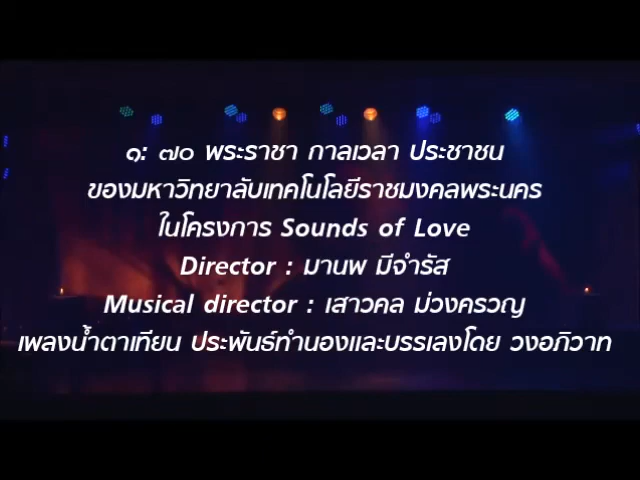 ๑: ๗๐ พระราชา กาลเวลา ประชาชน
ของมหาวิทยาลับเทคโนโลยีราชมงคลพระนคร
ในโครงการ Sounds of Love
Director : มานพ มีจำรัส
Musical director : เสาวคล ม่วงครวญ
เพลงน้ำตาเทียน ประพันธ์ทำนองและบรรเลงโดย วงอภิวาท